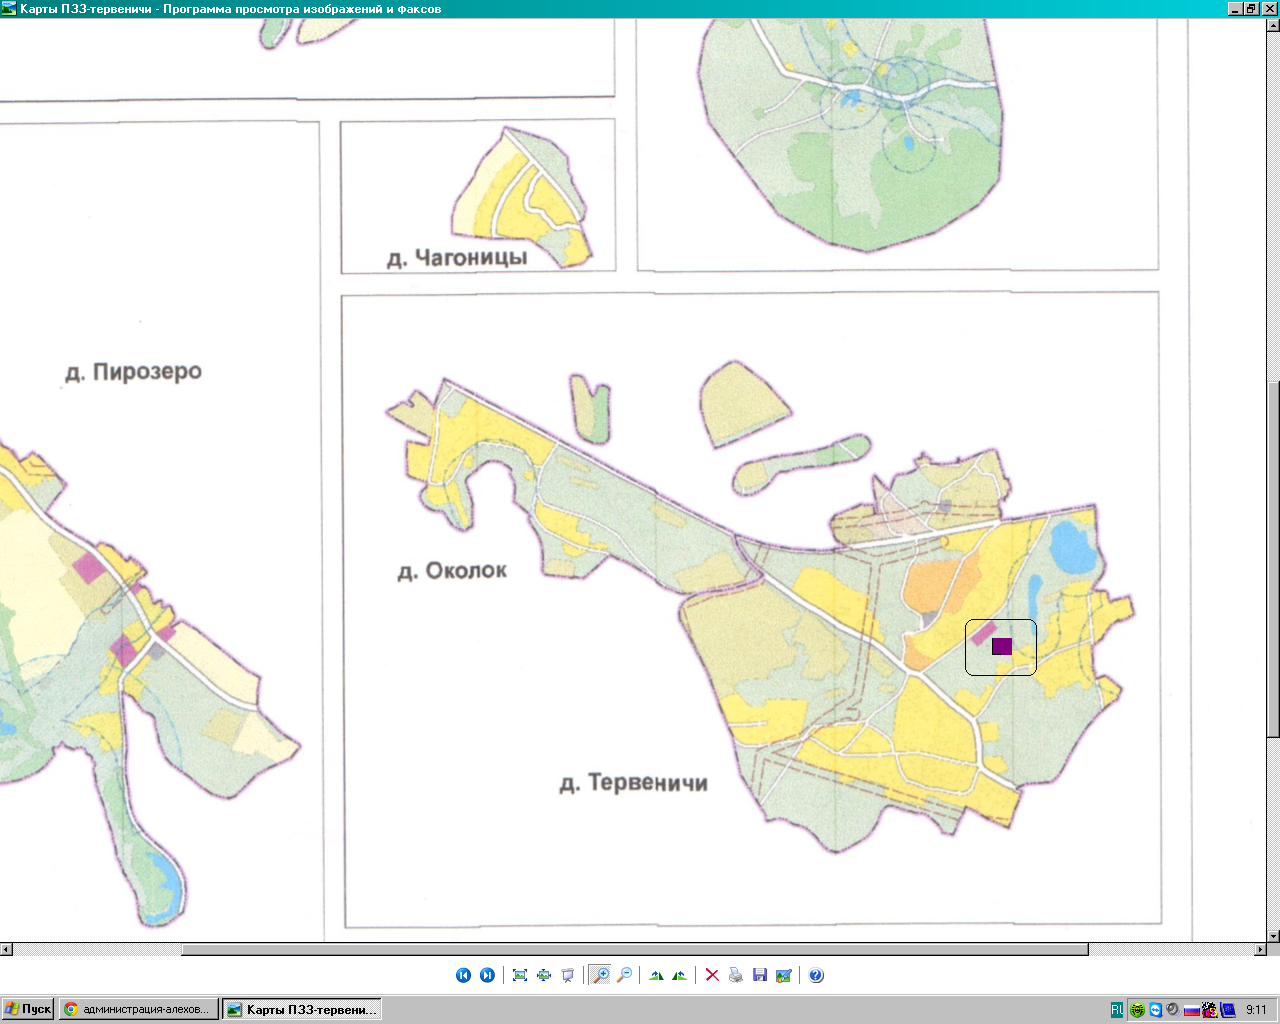 Карты ПЗЗ-тервеничи - Программа просмотра изображений и факсов
д. Чагоницы
д. Пирозеро
д. Околок
д. Тервеничи
Пуск
администрация-алехов...
Карты ПЗЗ-тервени...
RL
9:11